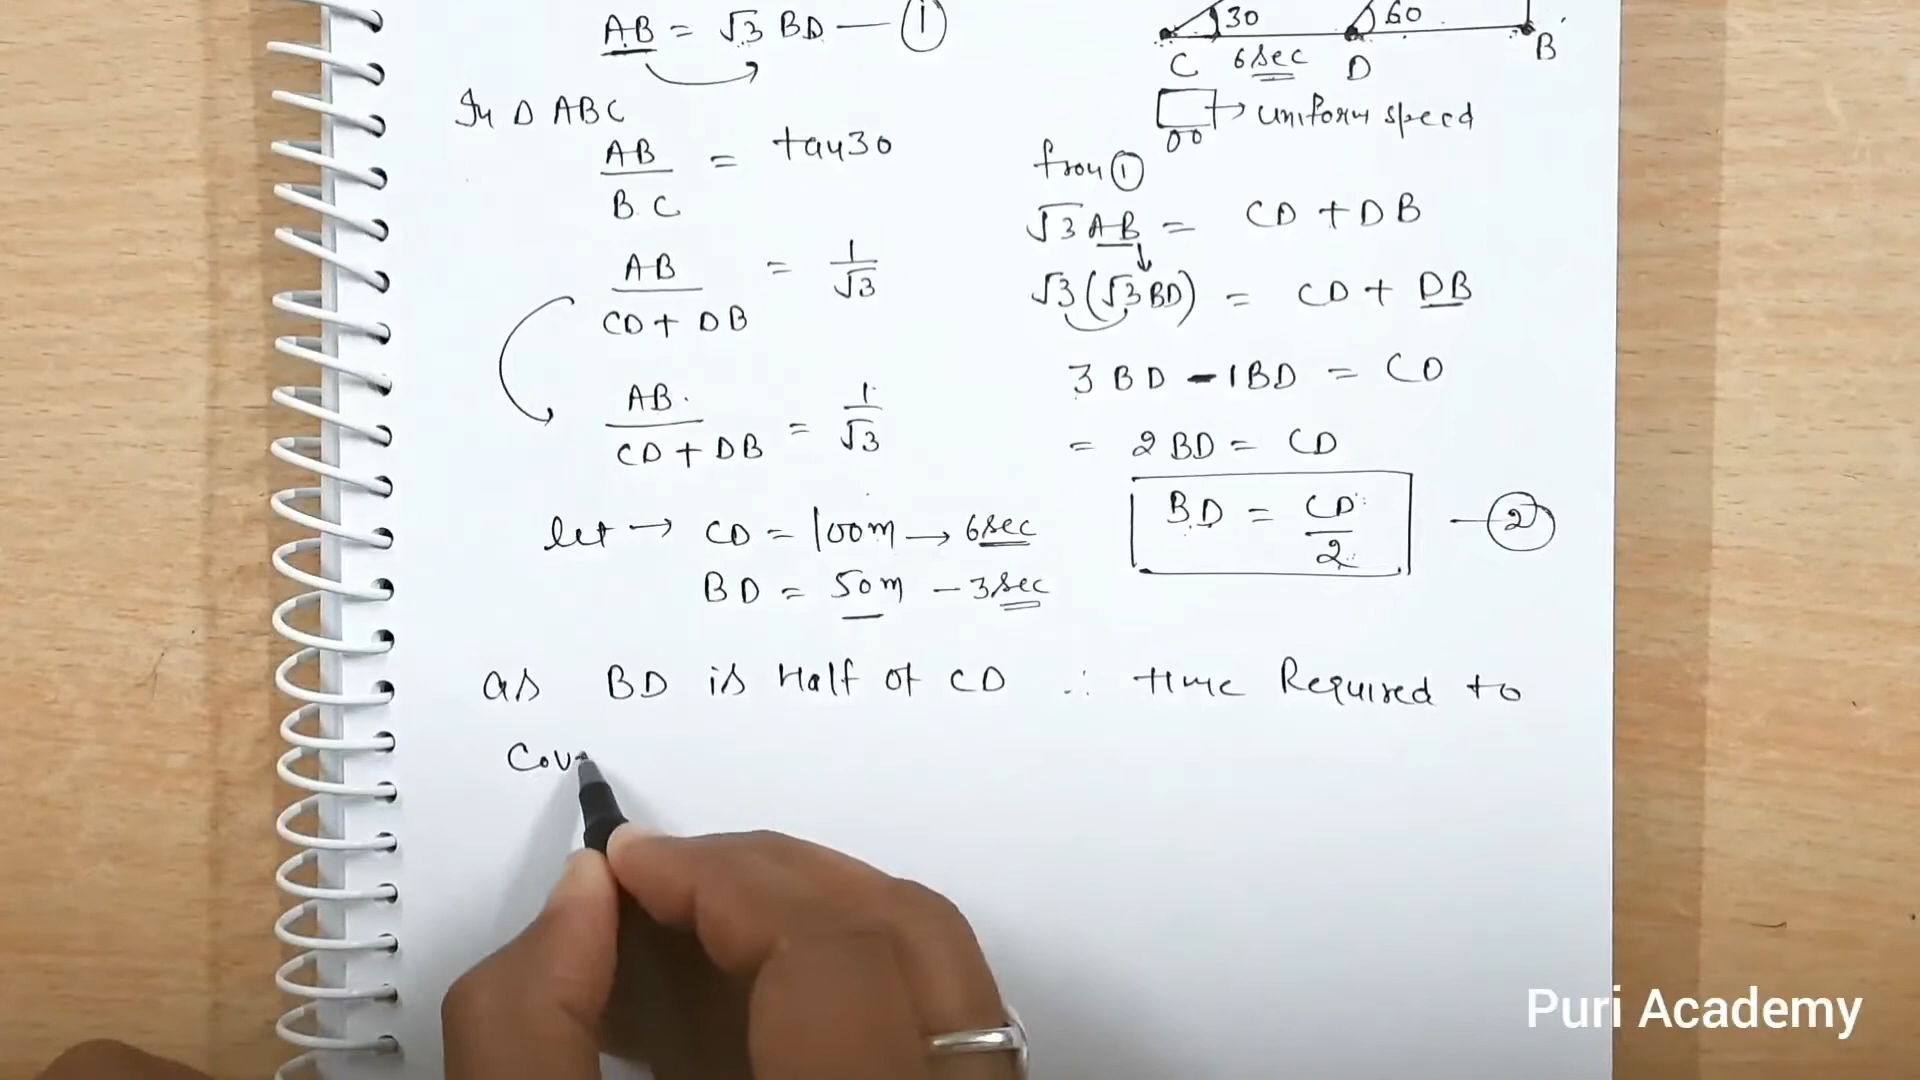 AB = √3 BD — ①
30
60
C 6sec D B
In Δ ABC
AB/BC = tan30
AB/CD + DB = 1/√3
AB/CD + DB = 1/√3
let → CD = 100m → 6sec
BD = 50m – 3sec
→ uniform speed
from ①
√3 AB = CD + DB
√3 (√3 BD) = CD + DB
3 BD - 1BD = CD
= 2 BD = CD
BD = CD/2 — ②
as BD is Half of CD ∴ time Required to
Cov
Puri Academy